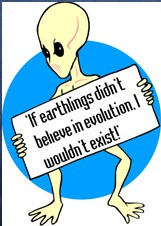 'If earthlings didn't
believe in evolution. I
wouldn't exist!'